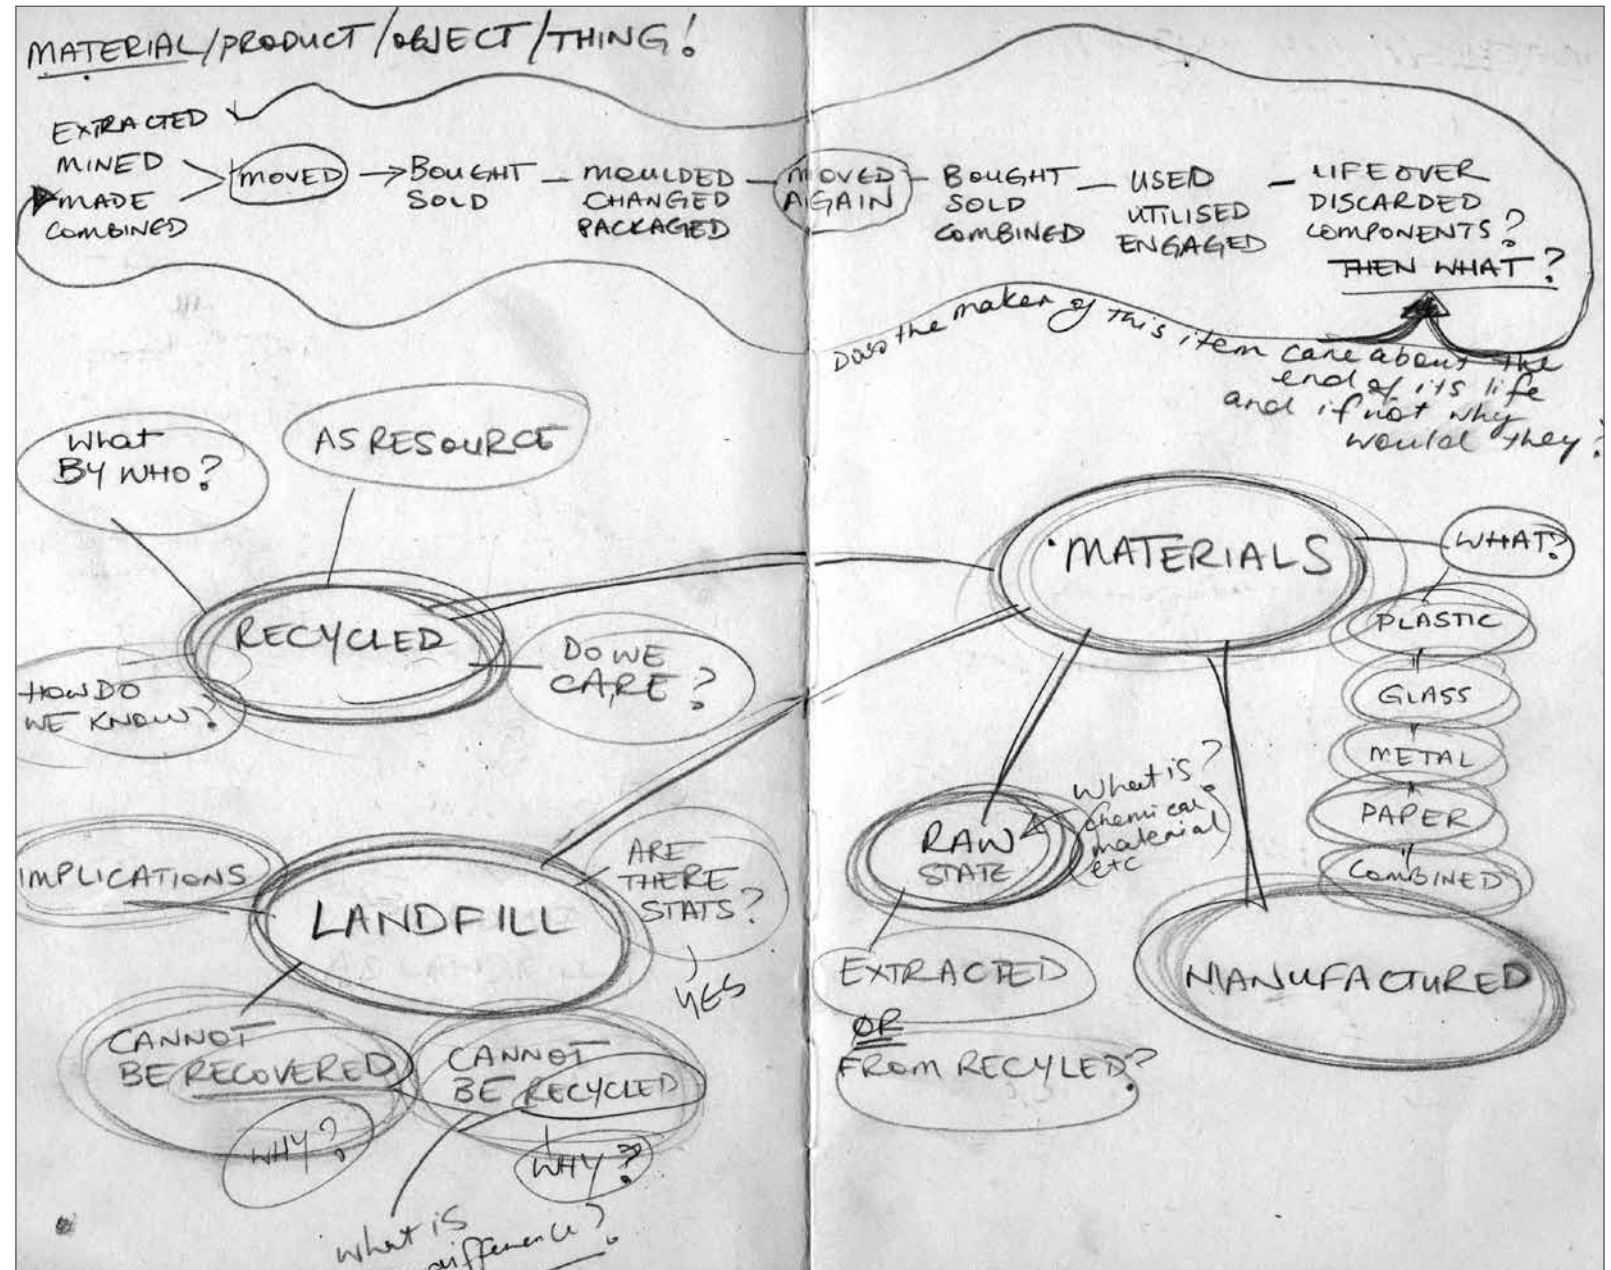 MATERIAL/PRODUCT/OBJECT/THING!
EXTRACTED
MINED
MADE
COMBINED
MOVED
BOUGHT
SOLD
MOULDED
CHANGED
PACKAGED
MOVED
AGAIN
BOUGHT
SOLD
COMBINED
USED
UTILISED
ENGAGED
LIFE OVER
DISCARDED
COMPONENTS?
THEN WHAT?
Does the maker of this item care about the
end of its life
and if not why
would they?
What
BY WHO?
AS RESOURCE
RECYCLED
HOW DO
WE KNOW?
DO WE
CARE?
MATERIALS
WHAT?
PLASTIC
GLASS
METAL
PAPER
COMBINED
RAW
STATE
What is?
chemical
material
etc
EXTRACTED
OR
FROM RECYLED?
MANUFACTURED
IMPLICATIONS
LANDFILL
ARE
THERE
STATS?
YES
CANNOT
BE RECOVERED
WHY?
CANNOT
BE RECYCLED
WHY?
what is
difference?